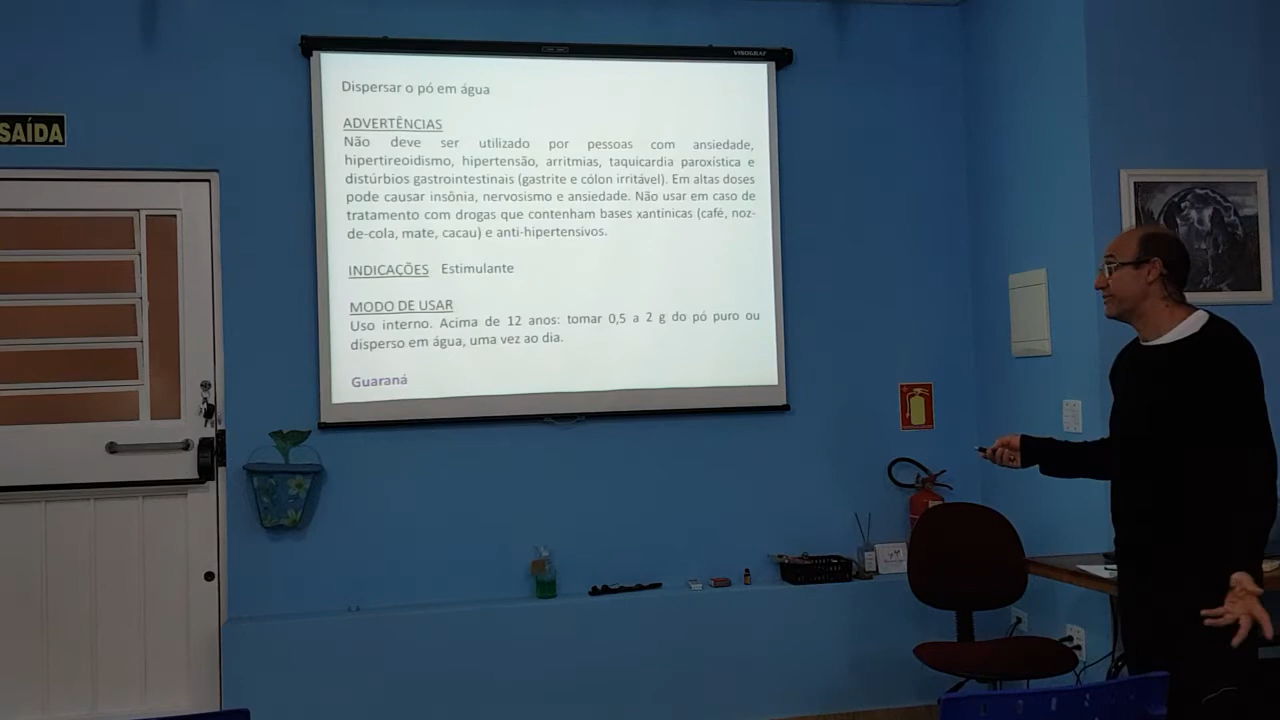 VISOGRAF
Dispersar o pó em água
SAÍDA
ADVERTÊNCIAS
Não deve ser utilizado por pessoas com ansiedade,
hipertireoidismo, hipertensão, arritmias, taquicardia paroxística e
distúrbios gastrointestinais (gastrite e cólon irritável). Em altas doses
pode causar insônia, nervosismo e ansiedade. Não usar em caso de
tratamento com drogas que contenham bases xantínicas (café, noz-
de-cola, mate, cacau) e anti-hipertensivos.
INDICAÇÕES Estimulante
MODO DE USAR
Uso interno. Acima de 12 anos: tomar 0,5 a 2 g do pó puro ou
disperso em água, uma vez ao dia.
Guaraná